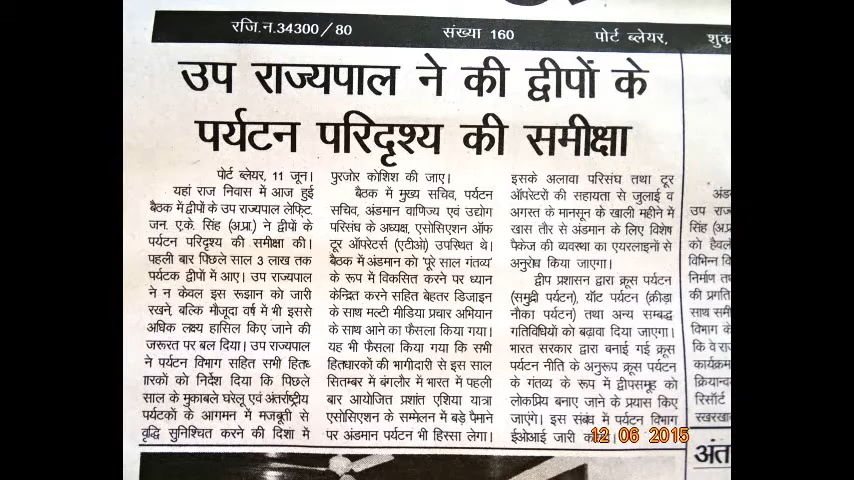 रजि.न.34300/80 संख्या 160 पोर्ट ब्लेयर,
उप राज्यपाल ने की द्वीपों के
पर्यटन परिदृश्य की समीक्षा
पोर्ट ब्लेयर, 11 जून।
यहां राज निवास में आज हुई
बैठक में द्वीपों के उप राज्यपाल लेफ्टि.
जन. ए.के. सिंह (अ.प्रा.) ने द्वीपों के
पर्यटन परिदृश्य की समीक्षा की।
पहली बार पिछले साल 3 लाख तक
पर्यटक द्वीपों में आए। उप राज्यपाल
ने न केवल इस रूझान को जारी
रखने, बल्कि मौजूदा वर्ष में भी इससे
अधिक लक्ष्य हासिल किए जाने की
जरूरत पर बल दिया। उप राज्यपाल
ने पर्यटन विभाग सहित सभी हितध
ारकों को निर्देश दिया कि पिछले
साल के मुकाबले घरेलू एवं अंतर्राष्ट्रीय
पर्यटकों के आगमन में मजबूती से
वृद्धि सुनिश्चित करने की दिशा में
पुरजोर कोशिश की जाए।
बैठक में मुख्य सचिव, पर्यटन
सचिव, अंडमान वाणिज्य एवं उद्योग
परिसंघ के अध्यक्ष, एसोसिएशन ऑफ
टूर ऑपरेटर्स (एटीओ) उपस्थित थे।
बैठक में अंडमान को 'पूरे साल गंतव्य'
के रूप में विकसित करने पर ध्यान
केन्द्रित करने सहित बेहतर डिजाइन
के साथ मल्टी मीडिया प्रचार अभियान
के साथ आने का फैसला किया गया।
यह भी फैसला किया गया कि सभी
हितधारकों की भागीदारी से इस साल
सितम्बर में बंगलौर में भारत में पहली
बार आयोजित प्रशांत एशिया यात्रा
एसोसिएशन के सम्मेलन में बड़े पैमाने
पर अंडमान पर्यटन भी हिस्सा लेगा।
इसके अलावा परिसंघ तथा टूर
ऑपरेटरों की सहायता से जुलाई व
अगस्त के मानसून के खाली महीने में
खास तौर से अंडमान के लिए विशेष
पैकेज की व्यवस्था का एयरलाइनों से
अनुरोध किया जाएगा।
द्वीप प्रशासन द्वारा क्रूस पर्यटन
(समुद्री पर्यटन), यॉट पर्यटन (क्रीड़ा
नौका पर्यटन) तथा अन्य सम्बद्ध
गतिविधियों को बढ़ावा दिया जाएगा।
भारत सरकार द्वारा बनाई गई क्रूस
पर्यटन नीति के अनुरूप क्रूस पर्यटन
के गंतव्य के रूप में द्वीपसमूह को
लोकप्रिय बनाए जाने के प्रयास किए
जाएंगे। इस संबंध में पर्यटन विभाग
ईओआई जारी
उप
सिंह (अ.प्रा
को
विभिन्न
निर्माण
की प्रगति
साथ
विभाग के
कि वे
12 06 2015